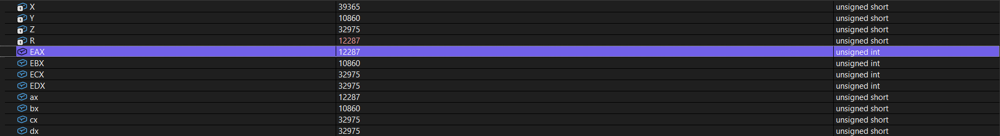 X 39365 unsigned short
Y 10860 unsigned short
Z 32975 unsigned short
R 12287 unsigned short
EAX 12287 unsigned int
EBX 10860 unsigned int
ECX 32975 unsigned int
EDX 32975 unsigned int
ax 12287 unsigned short
bx 10860 unsigned short
cx 32975 unsigned short
dx 32975 unsigned short